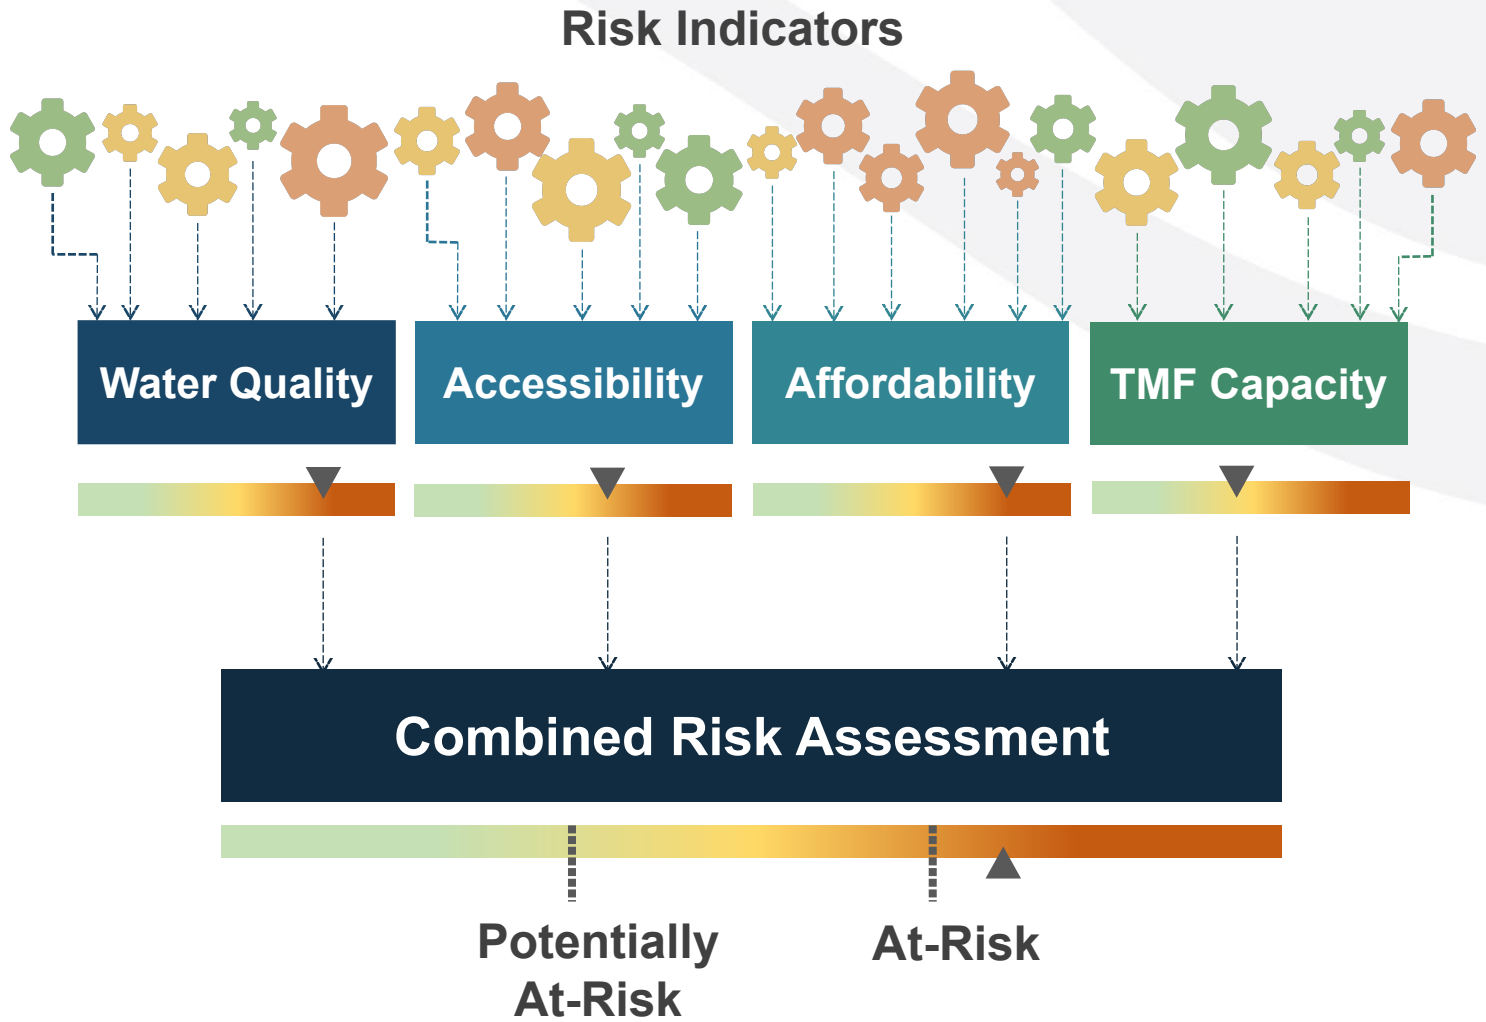 Risk Indicators
Water Quality
Accessibility
Affordability
TMF Capacity
Combined Risk Assessment
Potentially
At-Risk
At-Risk